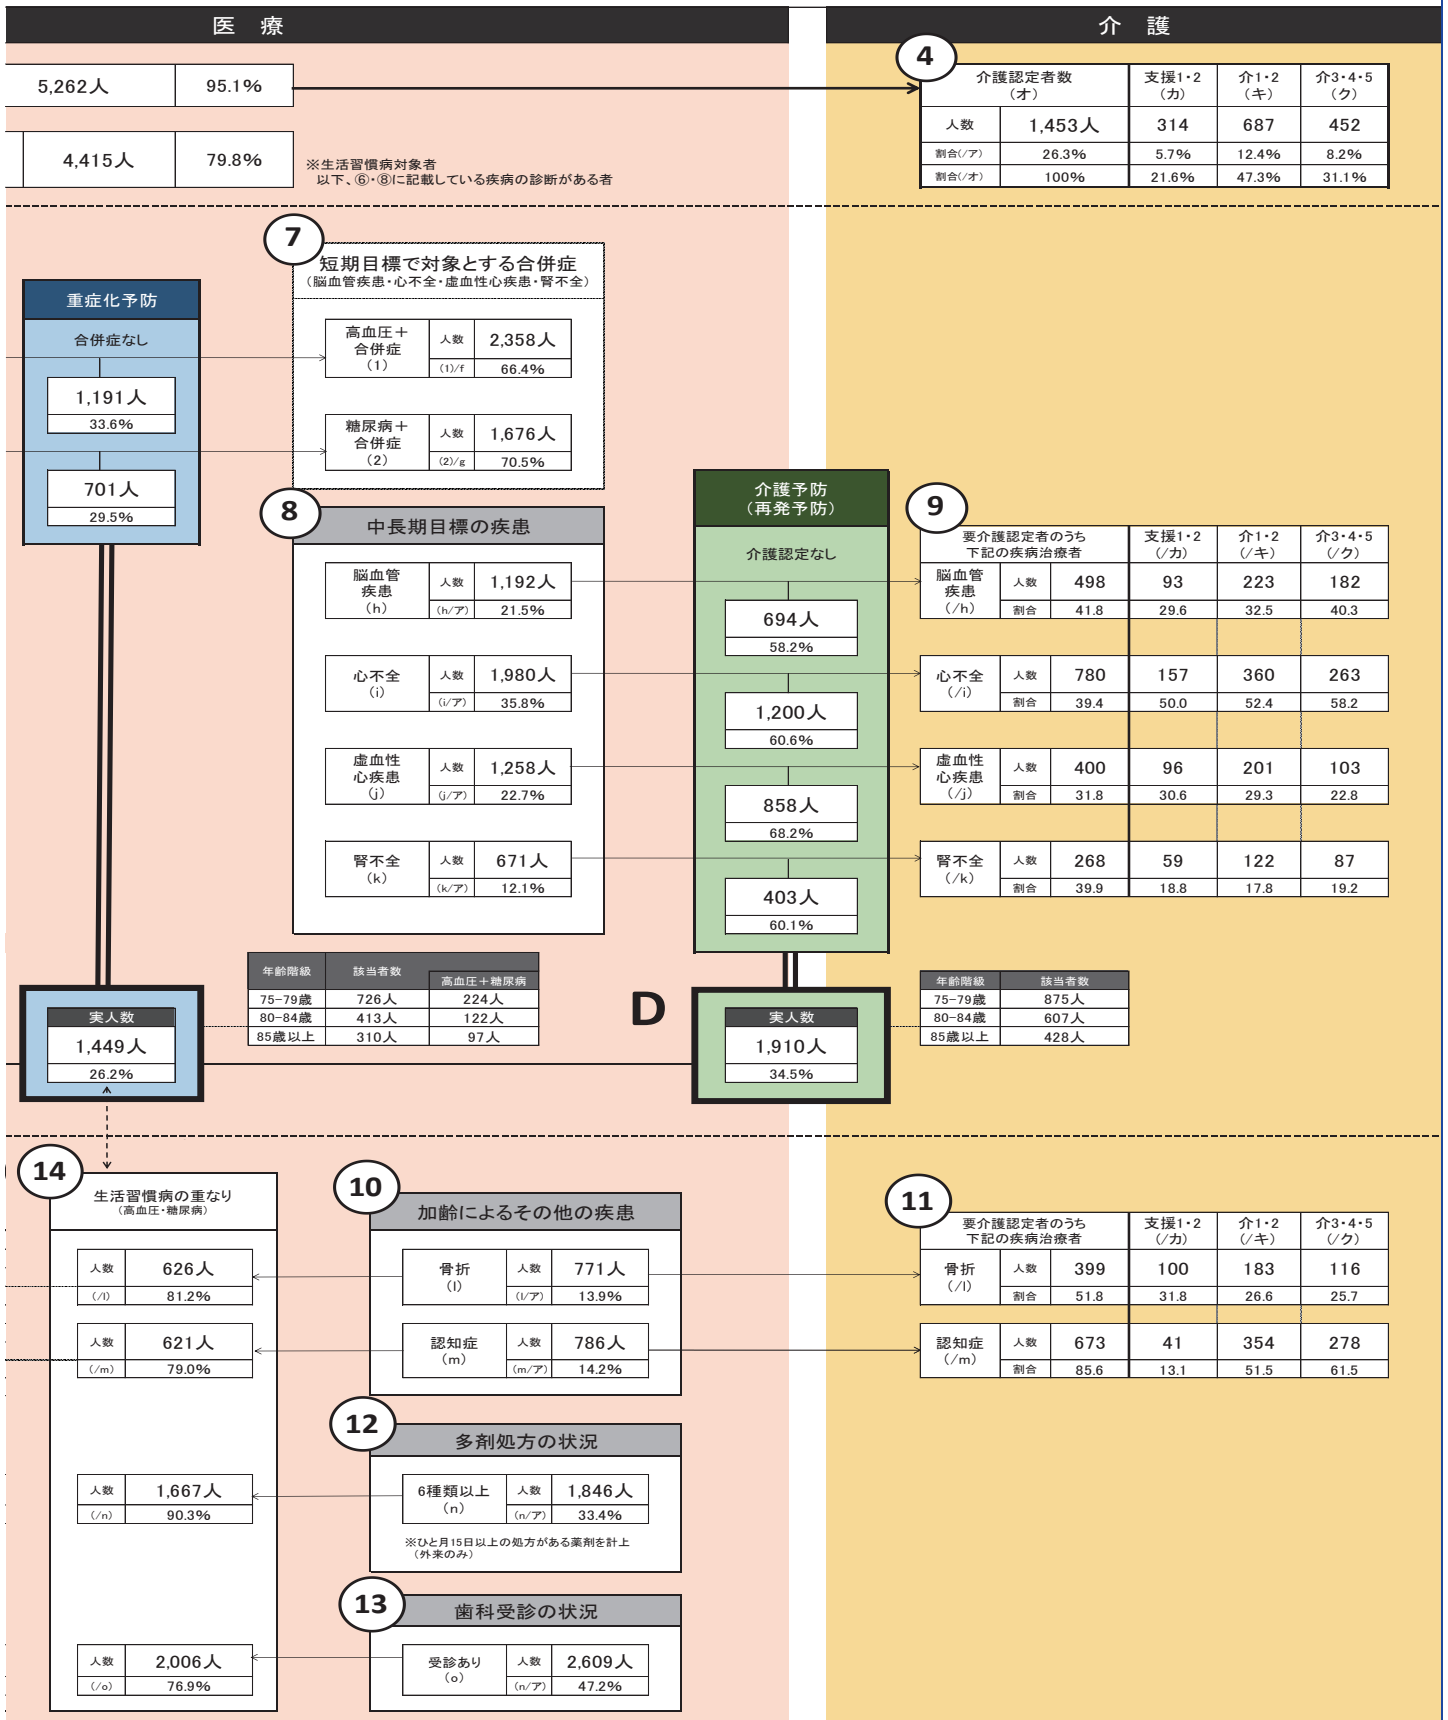 医 療
介 護
5,262人 95.1%
4,415人 79.8%
※生活習慣病対象者
以下、⑥・⑧に記載している疾病の診断がある者
4
介護認定者数 支援1・2 介1・2 介3・4・5
(オ) (カ) (キ) (ク)
人数 1,453人 314 687 452
割合(/ア) 26.3% 5.7% 12.4% 8.2%
割合(/オ) 100% 21.6% 47.3% 31.1%
重症化予防
合併症なし
1,191人
33.6%
701人
29.5%
7
短期目標で対象とする合併症
(脳血管疾患・心不全・虚血性心疾患・腎不全)
高血圧+
合併症
(1)
人数 2,358人
(1)/f 66.4%
糖尿病+
合併症
(2)
人数 1,676人
(2)/g 70.5%
8
中長期目標の疾患
脳血管
疾患
(h)
人数 1,192人
(h/ア) 21.5%
心不全
(i)
人数 1,980人
(i/ア) 35.8%
虚血性
心疾患
(j)
人数 1,258人
(j/ア) 22.7%
腎不全
(k)
人数 671人
(k/ア) 12.1%
介護予防
(再発予防)
介護認定なし
694人
58.2%
1,200人
60.6%
858人
68.2%
403人
60.1%
9
要介護認定者のうち 支援1・2 介1・2 介3・4・5
下記の疾病治療者 (/カ) (/キ) (/ク)
脳血管
疾患
(/h)
人数 498 93 223 182
割合 41.8 29.6 32.5 40.3
心不全
(/i)
人数 780 157 360 263
割合 39.4 50.0 52.4 58.2
虚血性
心疾患
(/j)
人数 400 96 201 103
割合 31.8 30.6 29.3 22.8
腎不全
(/k)
人数 268 59 122 87
割合 39.9 18.8 17.8 19.2
実人数
1,449人
26.2%
年齢階級 該当者数
高血圧+糖尿病
75-79歳 726人 224人
80-84歳 413人 122人
85歳以上 310人 97人
D
実人数
1,910人
34.5%
年齢階級 該当者数
75-79歳 875人
80-84歳 607人
85歳以上 428人
14
生活習慣病の重なり
(高血圧・糖尿病)
人数 626人
(/l) 81.2%
人数 621人
(/m) 79.0%
人数 1,667人
(/n) 90.3%
人数 2,006人
(/o) 76.9%
10
加齢によるその他の疾患
骨折
(l)
人数 771人
(l/ア) 13.9%
認知症
(m)
人数 786人
(m/ア) 14.2%
11
要介護認定者のうち 支援1・2 介1・2 介3・4・5
下記の疾病治療者 (/カ) (/キ) (/ク)
骨折
(/l)
人数 399 100 183 116
割合 51.8 31.8 26.6 25.7
認知症
(/m)
人数 673 41 354 278
割合 85.6 13.1 51.5 61.5
12
多剤処方の状況
6種類以上
(n)
人数 1,846人
(n/ア) 33.4%
※ひと月15日以上の処方がある薬剤を計上
(外来のみ)
13
歯科受診の状況
受診あり
(o)
人数 2,609人
(n/ア) 47.2%